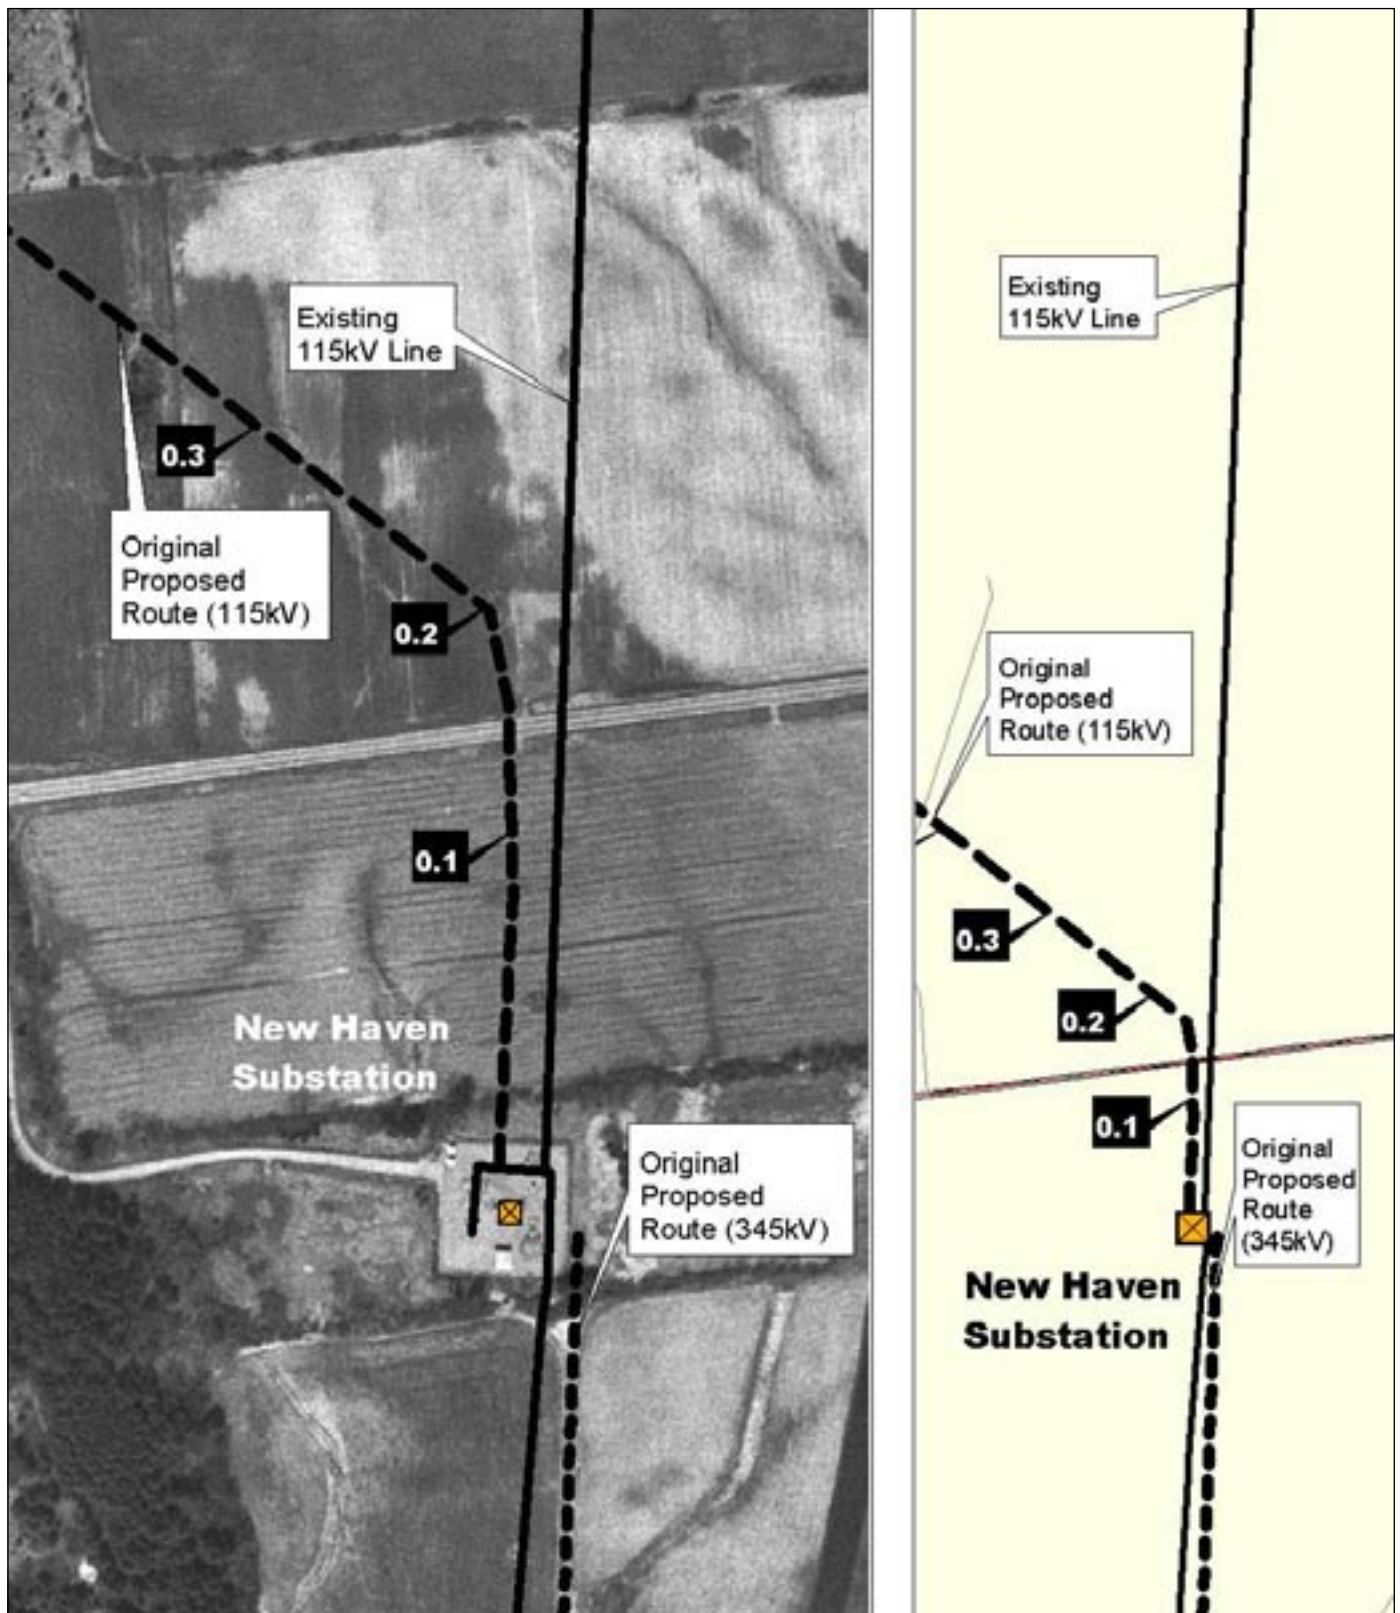 Existing
115kV Line
0.3
Original
Proposed
Route (115kV)
0.2
0.1
New Haven
Substation
Original
Proposed
Route (345kV)
Existing
115kV Line
Original
Proposed
Route (115kV)
0.3
0.2
0.1
Original
Proposed
Route
(345kV)
New Haven
Substation